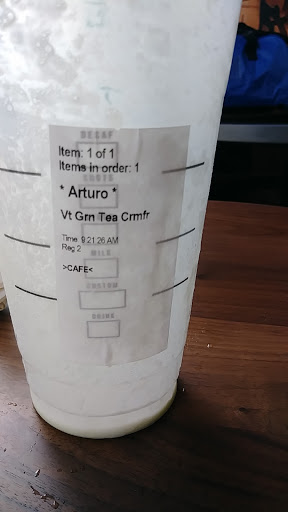 DECAF
Item: 1 of 1
Items in order: 1
SHOTS
* Arturo *
Vt Grn Tea Crmfr
Time 9:21:26 AM
Reg 2
MILK
>CAFE<
CUSTOM
DRINK